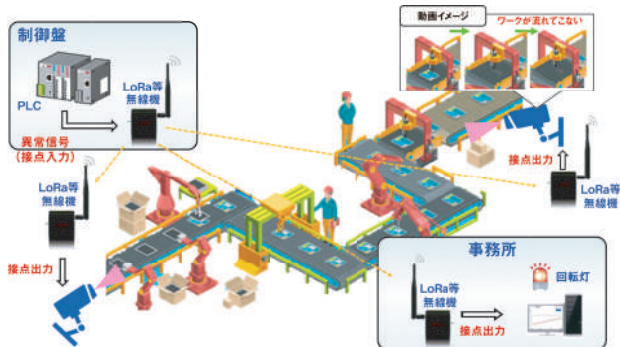 制御盤
PLC
LoRa等
無線機
異常信号
(接点入力)
動画イメージ
ワークが流れてこない
接点出力
LoRa等
無線機
LoRa等
無線機
接点出力
事務所
LoRa等
無線機
接点出力
回転灯